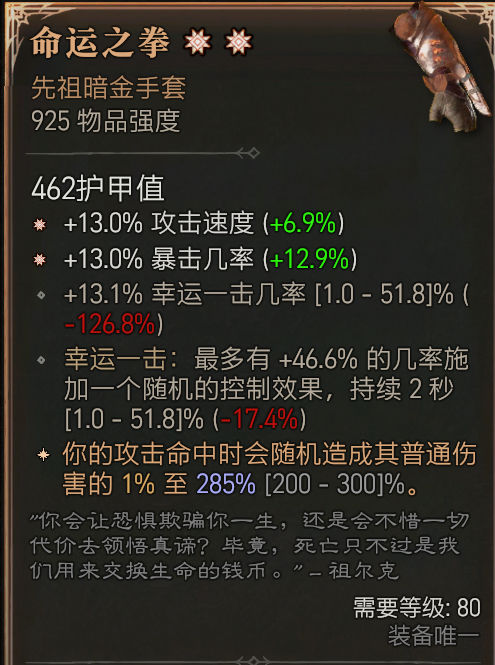 命运之拳
先祖暗金手套
925 物品强度
462护甲值
+13.0% 攻击速度 (+6.9%)
+13.0% 暴击几率 (+12.9%)
+13.1% 幸运一击几率 [1.0 - 51.8]% (
-126.8%)
幸运一击：最多有 +46.6% 的几率施
加一个随机的控制效果，持续 2 秒
[1.0 - 51.8]% (-17.4%)
你的攻击命中时会随机造成其普通伤
害的 1% 至 285% [200 - 300]%。
"你会让恐惧欺骗你一生，还是会不惜一切
代价去领悟真谛？毕竟，死亡只不过是我
们用来交换生命的钱币。" – 祖尔克
需要等级: 80
装备唯一